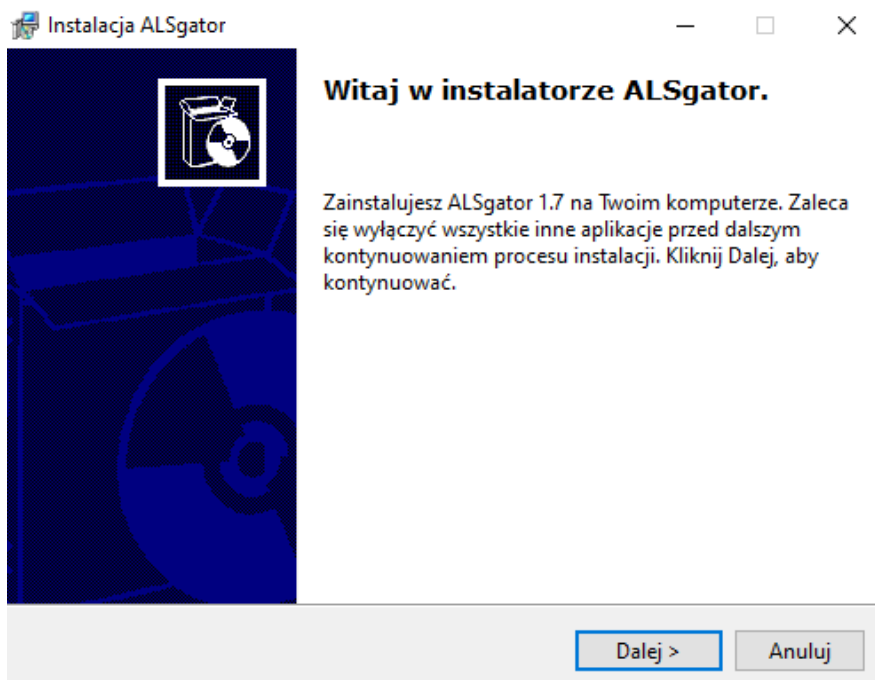 Instalacja ALSgator
Witaj w instalatorze ALSgator.
Zainstalujesz ALSgator 1.7 na Twoim komputerze. Zaleca
się wyłączyć wszystkie inne aplikacje przed dalszym
kontynuowaniem procesu instalacji. Kliknij Dalej, aby
kontynuować.
Dalej >
Anuluj